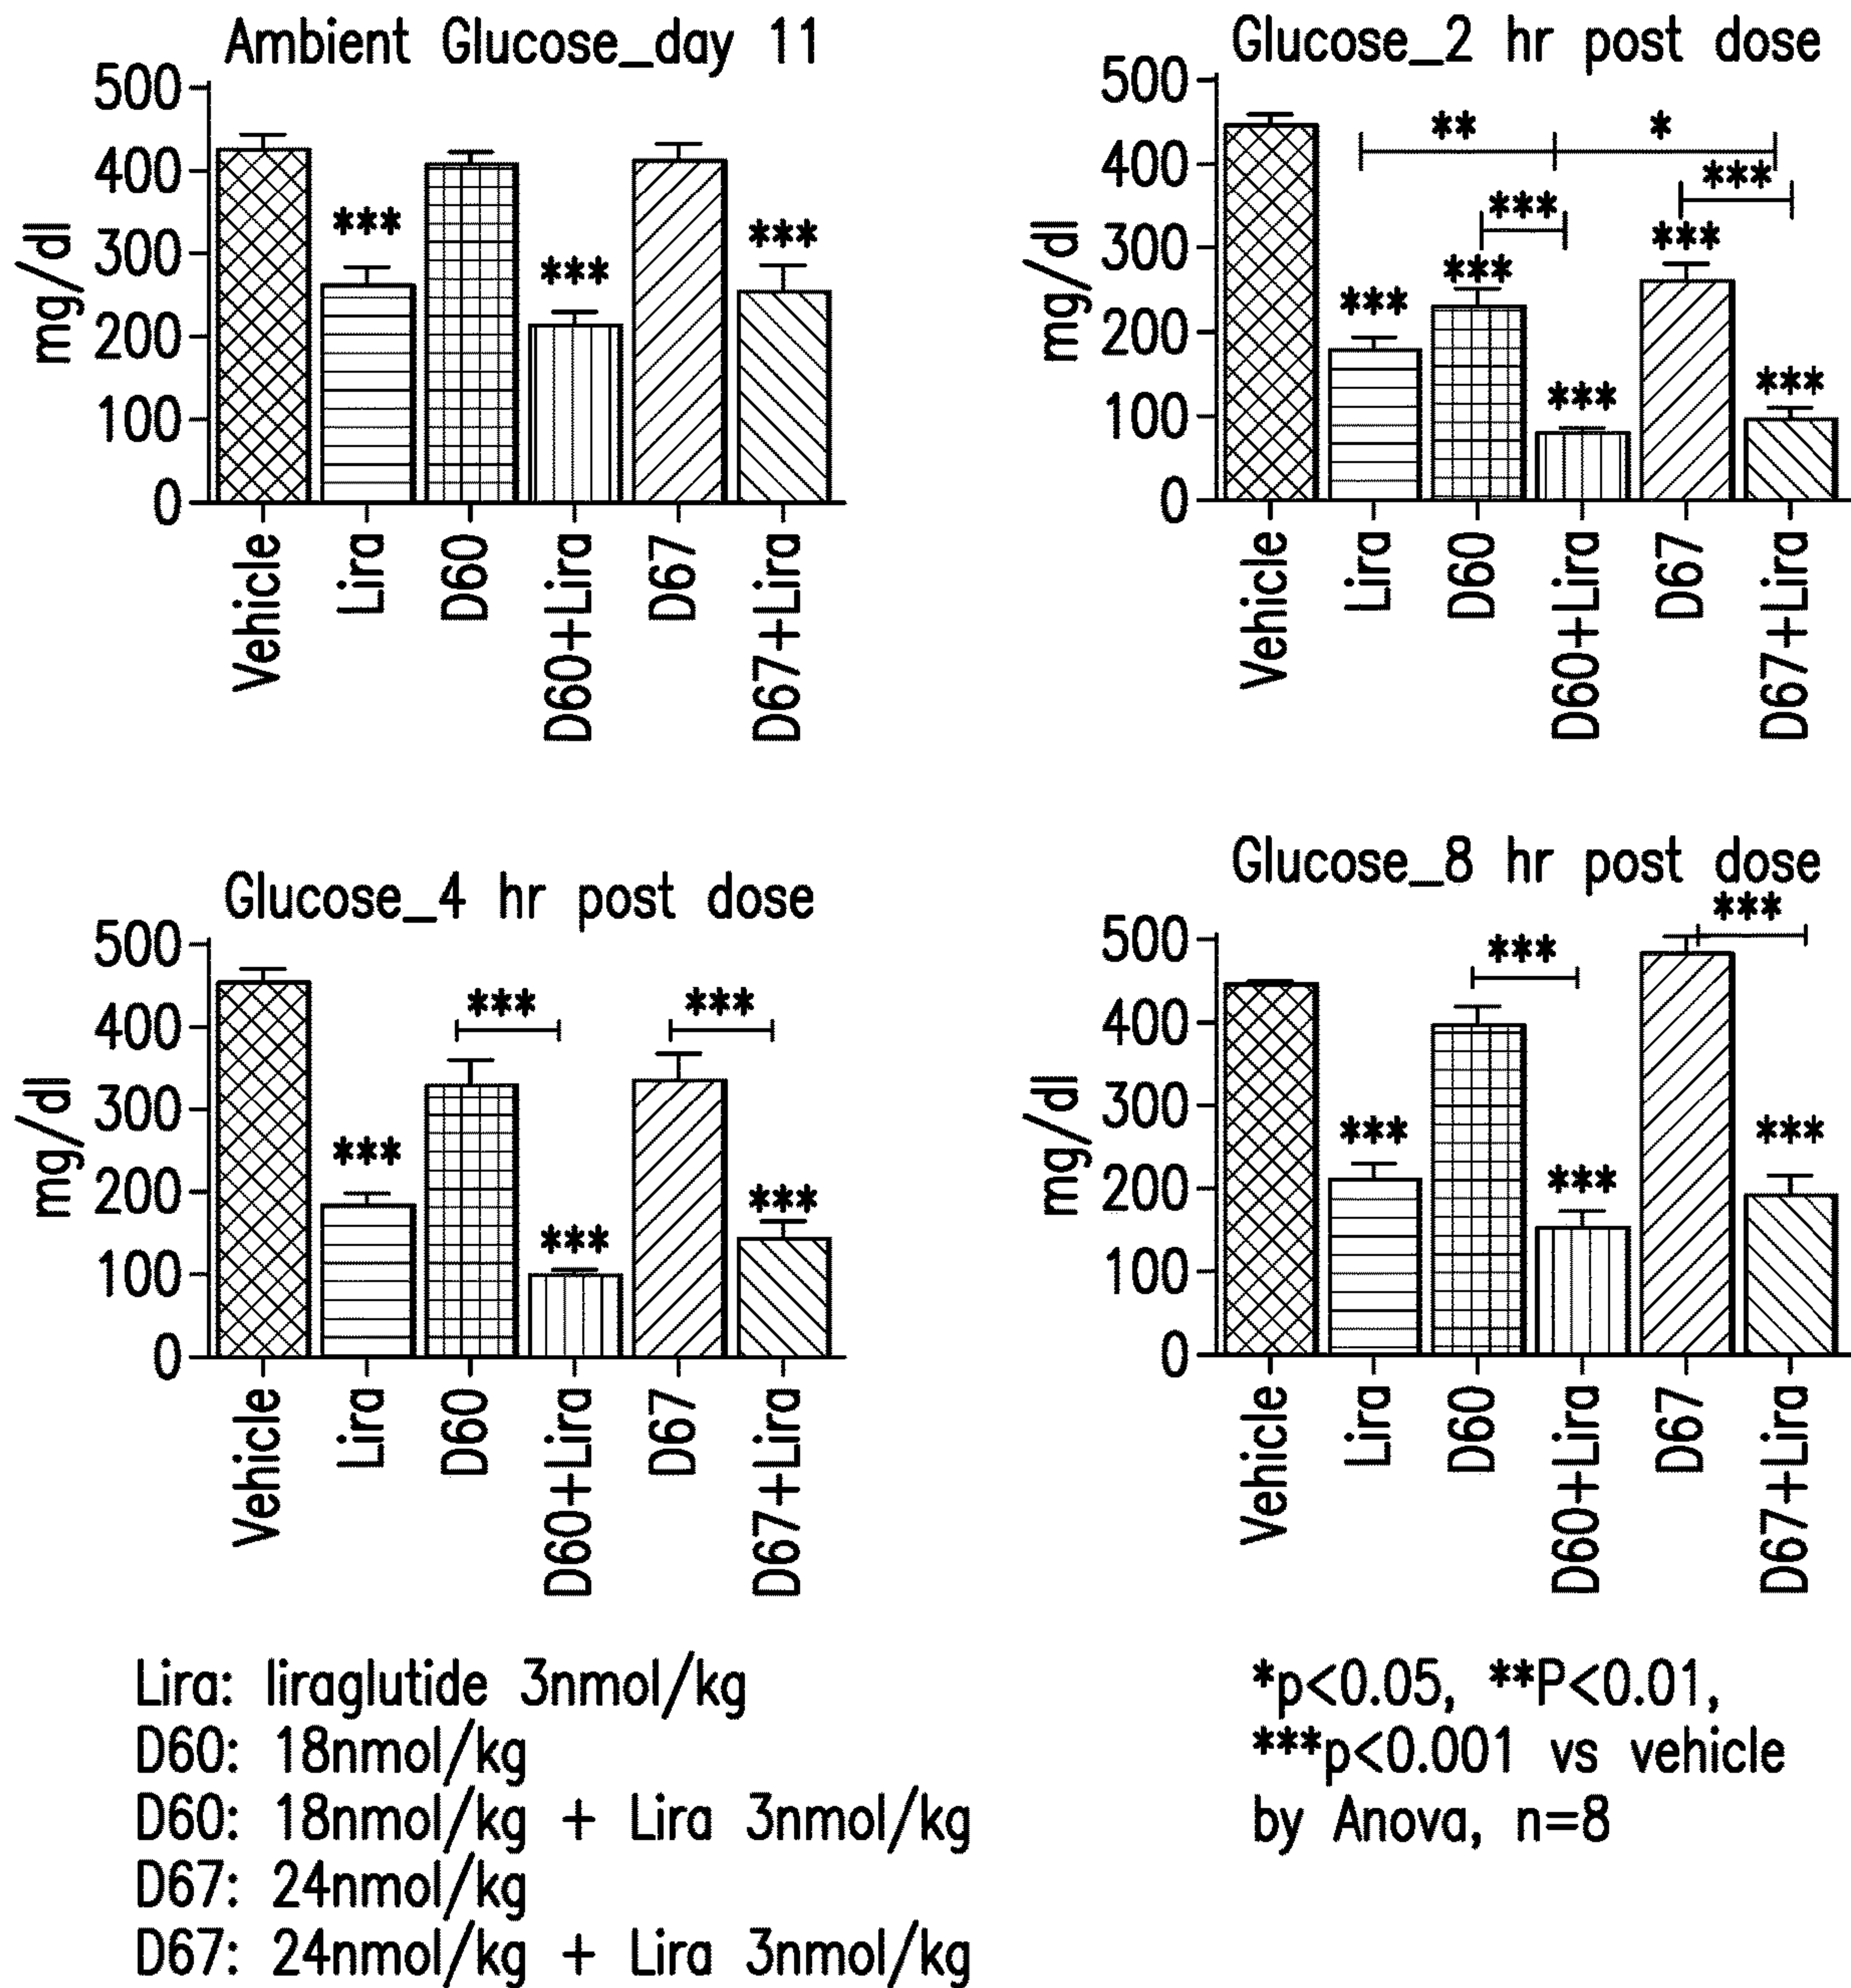 Ambient Glucose_day 11
500
400
300
200
100
0
mg/dl
***
***
***
Vehicle
Lira
D60
D60+Lira
D67
D67+Lira
Glucose_2 hr post dose
500
400
300
200
100
0
mg/dl
**
*
***
***
***
***
***
***
***
Vehicle
Lira
D60
D60+Lira
D67
D67+Lira
Glucose_4 hr post dose
500
400
300
200
100
0
mg/dl
***
***
***
***
***
Vehicle
Lira
D60
D60+Lira
D67
D67+Lira
Glucose_8 hr post dose
500
400
300
200
100
0
mg/dl
***
***
***
***
***
Vehicle
Lira
D60
D60+Lira
D67
D67+Lira
Lira: liraglutide 3nmol/kg
D60: 18nmol/kg
D60: 18nmol/kg + Lira 3nmol/kg
D67: 24nmol/kg
D67: 24nmol/kg + Lira 3nmol/kg
*p<0.05, **P<0.01,
***p<0.001 vs vehicle
by Anova, n=8